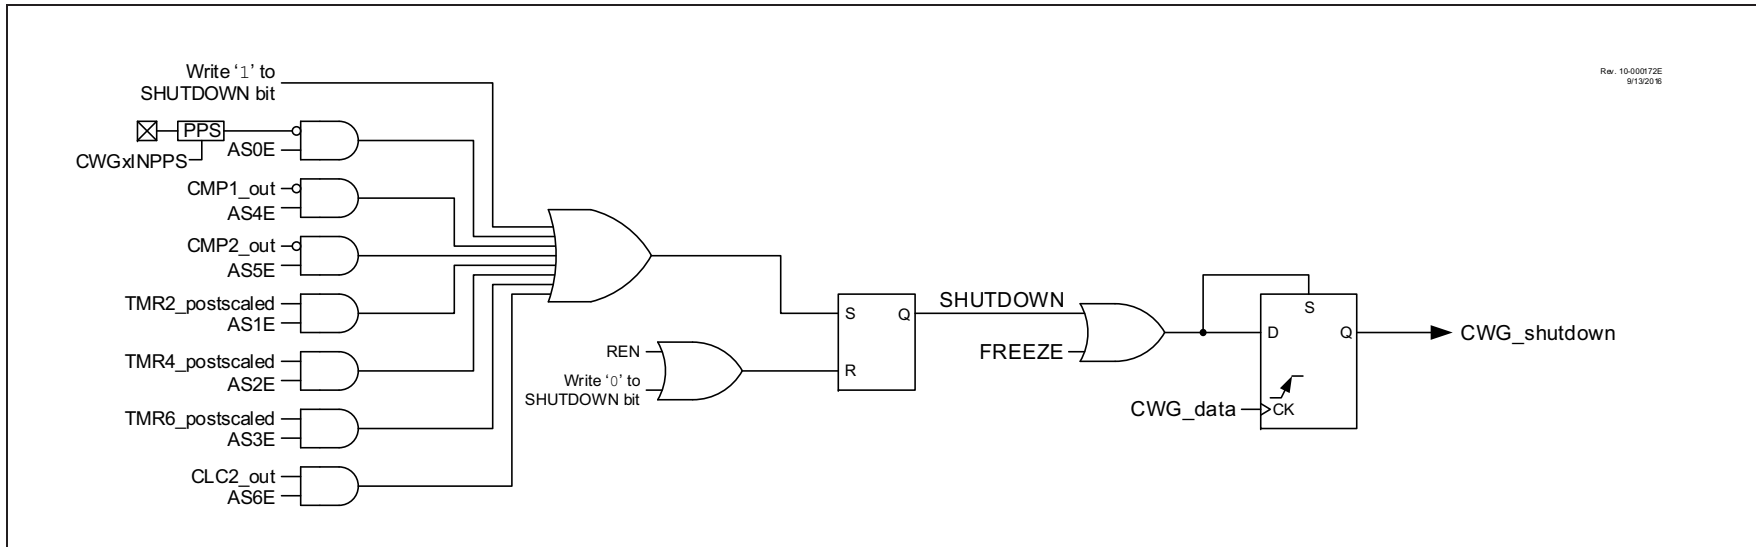 Rev. 10-000172E
9/13/2016
Write ‘1’ to
SHUTDOWN bit
PPS
AS0E
CWGxINPPS
CMP1_out
AS4E
CMP2_out
AS5E
TMR2_postscaled
AS1E
TMR4_postscaled
AS2E
TMR6_postscaled
AS3E
CLC2_out
AS6E
REN
Write ‘0’ to
SHUTDOWN bit
S
Q
R
SHUTDOWN
FREEZE
S
D
Q
CWG_data
CK
CWG_shutdown